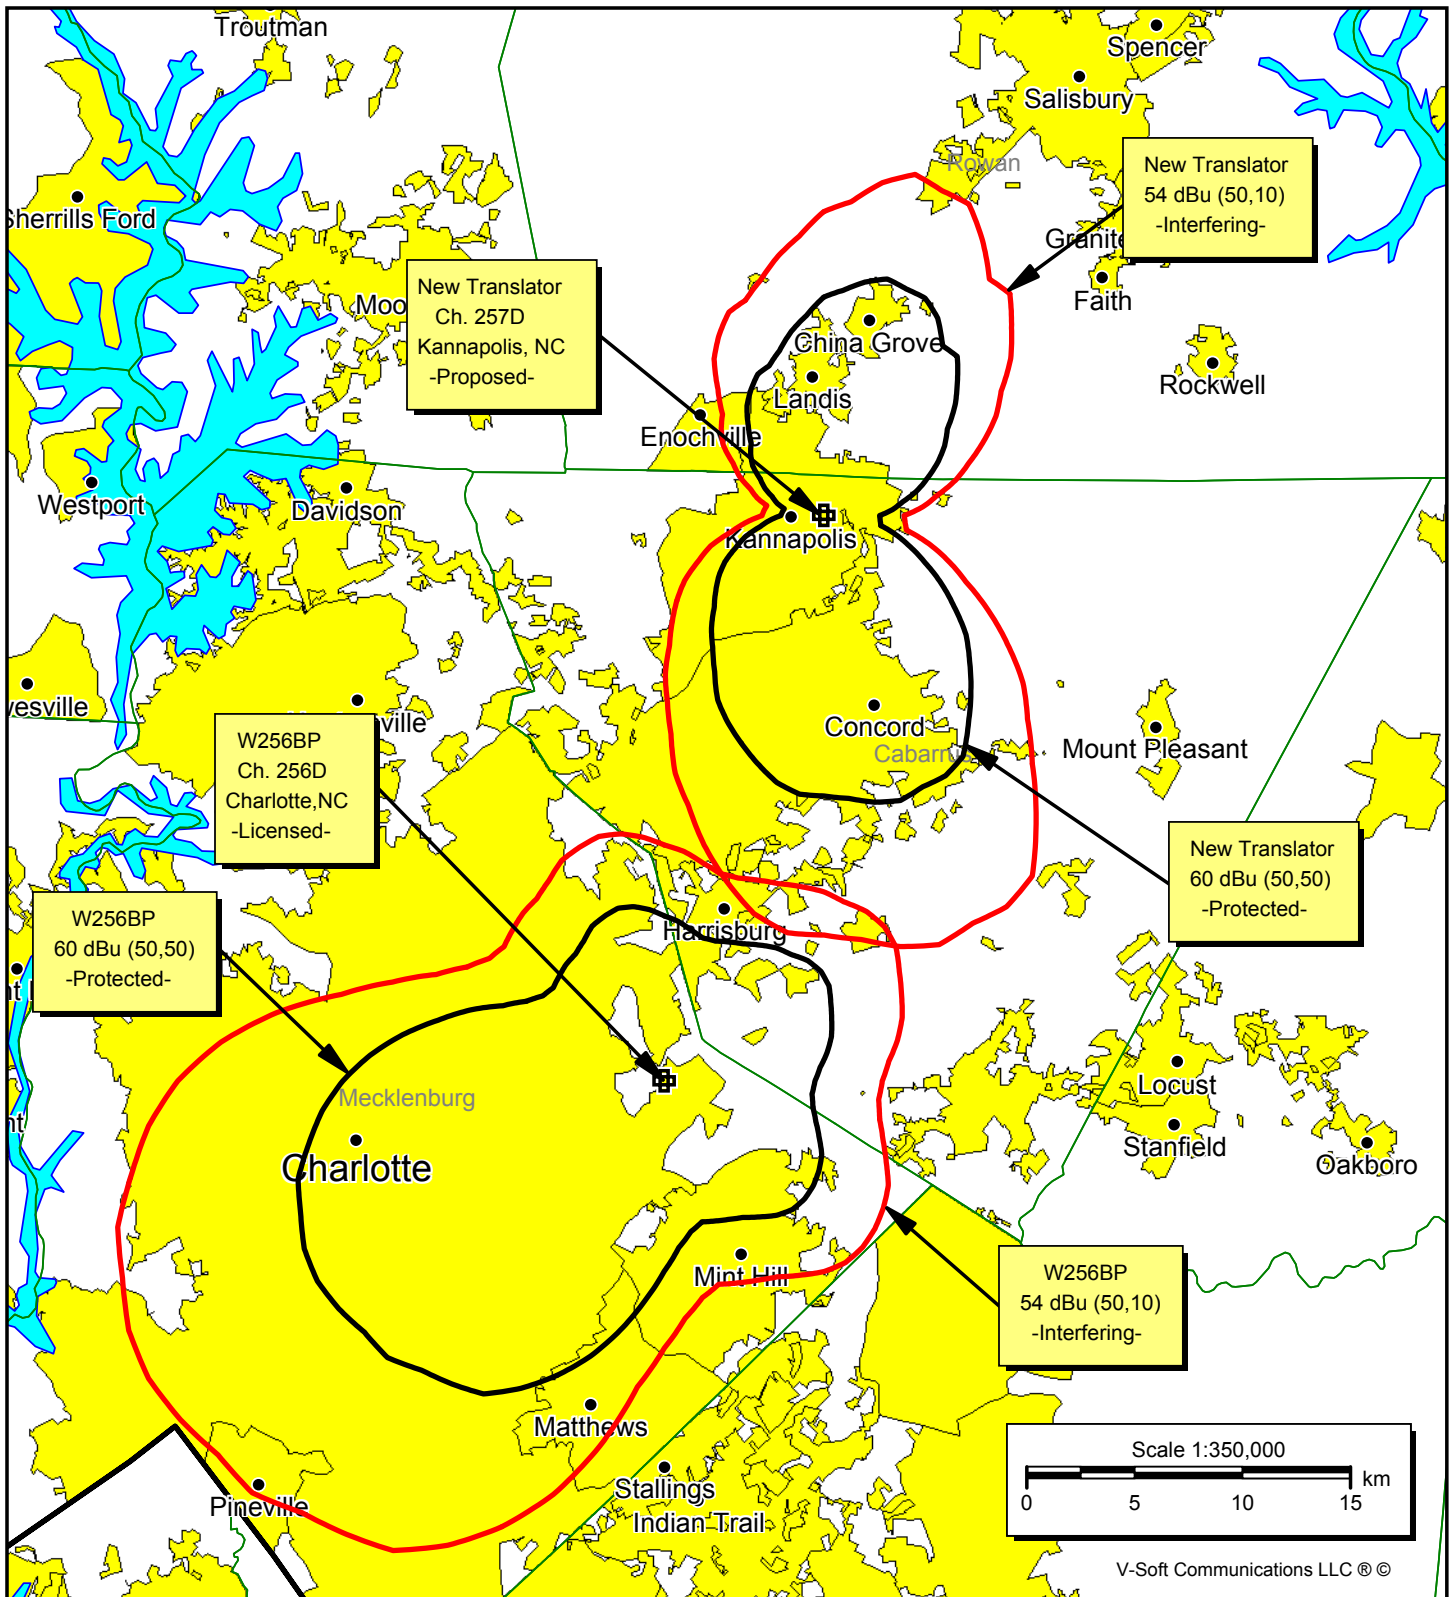 Troutman
Spencer
Salisbury
Rowan
New Translator
54 dBu (50,10)
-Interfering-
Sherrills Ford
Granite
Faith
New Translator
Ch. 257D
Kannapolis, NC
-Proposed-
Moo
China Grove
Landis
Rockwell
Enochville
Westport
Davidson
Kannapolis
vesville
ville
Concord
Cabarrus
Mount Pleasant
W256BP
Ch. 256D
Charlotte,NC
-Licensed-
New Translator
60 dBu (50,50)
-Protected-
W256BP
60 dBu (50,50)
-Protected-
Harrisburg
Locust
Mecklenburg
Stanfield
Oakboro
Charlotte
Mint Hill
W256BP
54 dBu (50,10)
-Interfering-
Matthews
Stallings
Pineville
Indian Trail
Scale 1:350,000
km
0 5 10 15
V-Soft Communications LLC ® ©